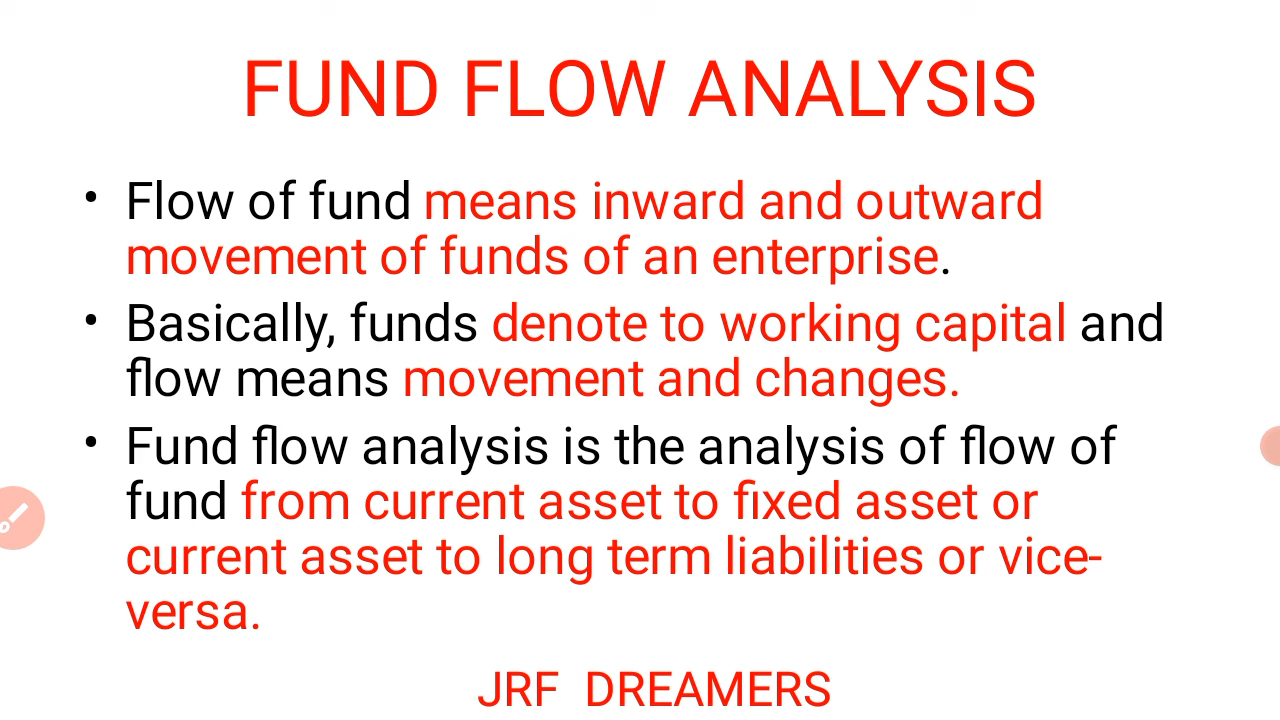 FUND FLOW ANALYSIS
• Flow of fund means inward and outward
movement of funds of an enterprise.
• Basically, funds denote to working capital and
flow means movement and changes.
• Fund flow analysis is the analysis of flow of
fund from current asset to fixed asset or
current asset to long term liabilities or vice-
versa.
JRF DREAMERS